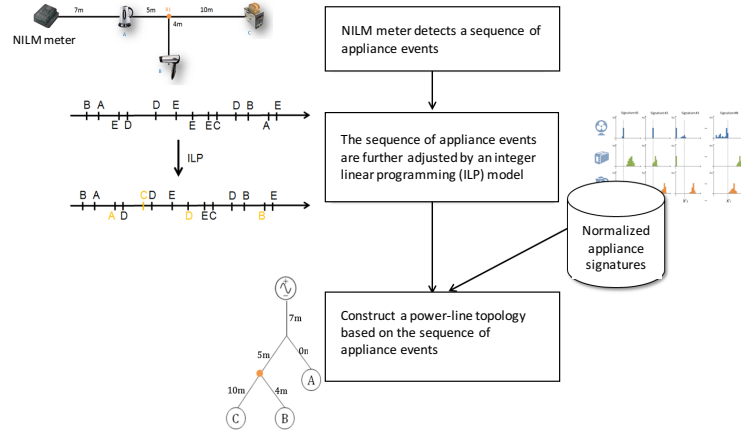 7m
5m
R1
10m
4m
A
B
C
NILM meter
NILM meter detects a sequence of
appliance events
B A D E D B E
E D E E C A
ILP
The sequence of appliance events
are further adjusted by an integer
linear programming (ILP) model
B A C D E D B E
A D D E C B
Normalized
appliance
signatures
Construct a power-line topology
based on the sequence of
appliance events
7m
5m
0m
A
10m
4m
C
B